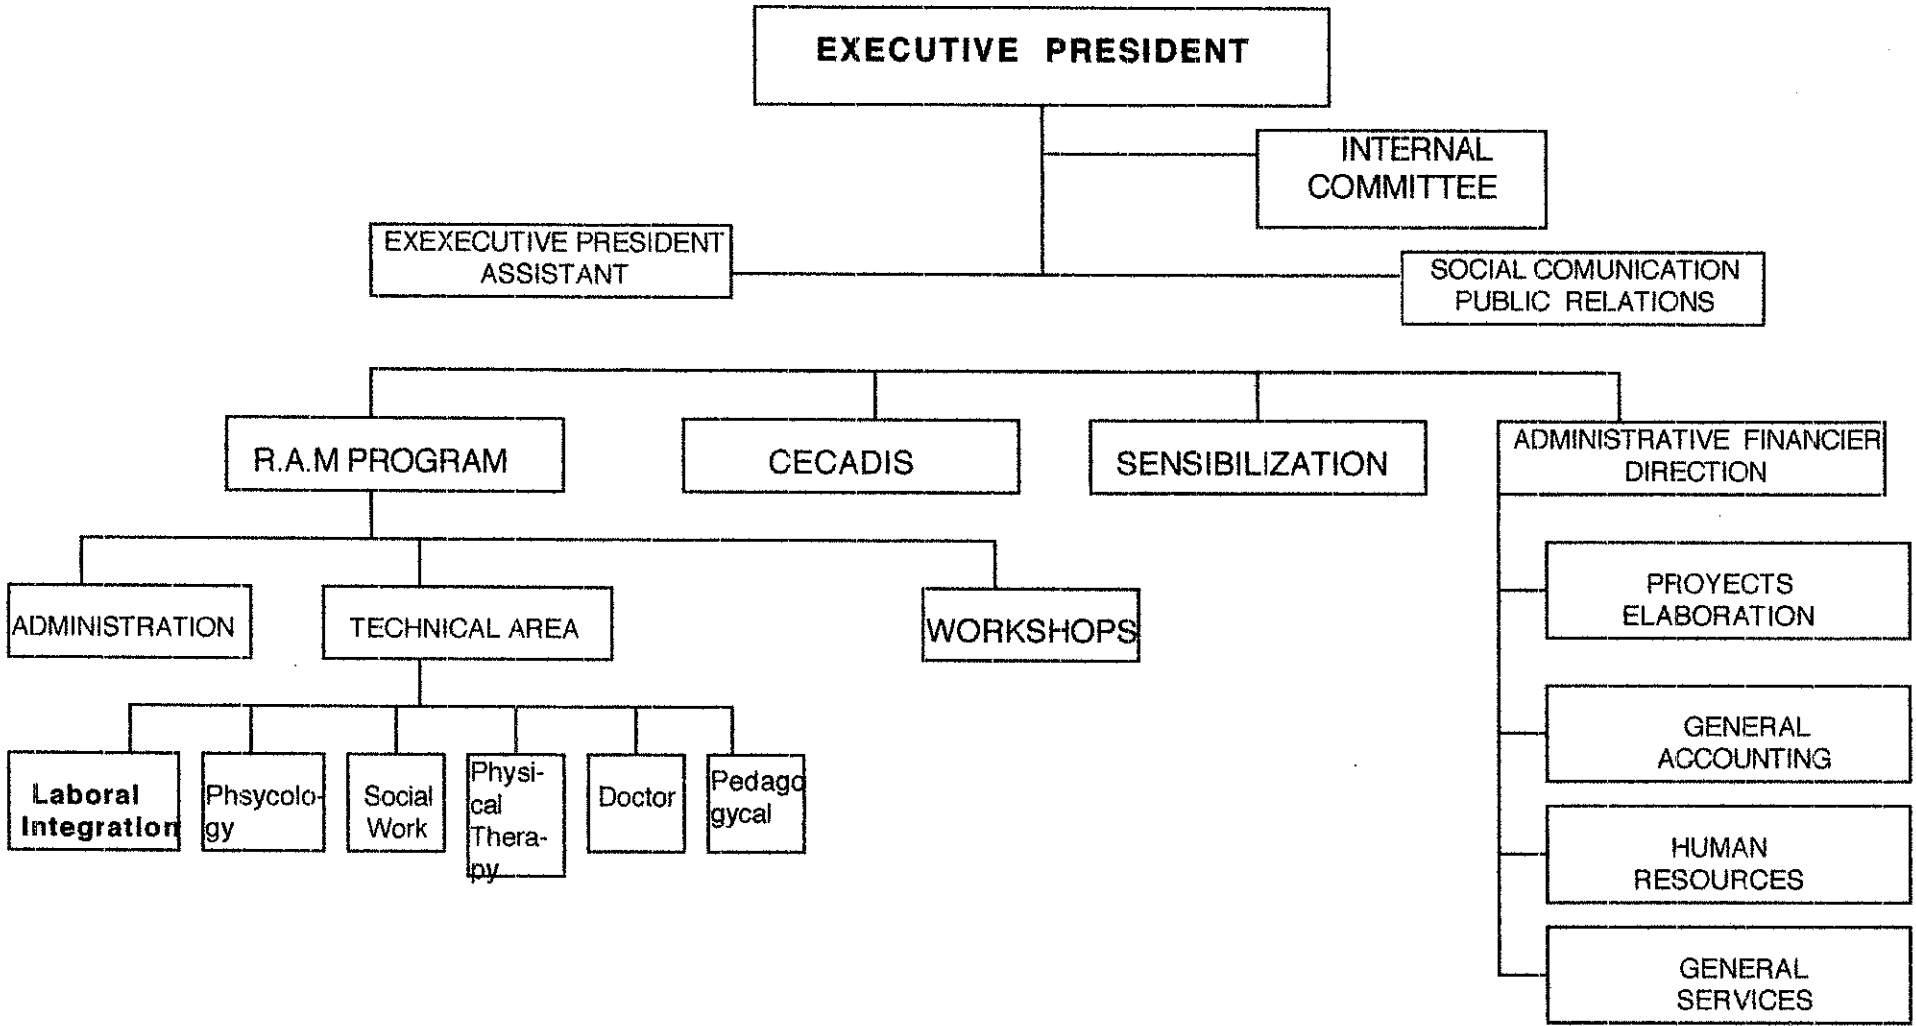 EXECUTIVE PRESIDENT
INTERNAL
COMMITTEE
EXEXECUTIVE PRESIDENT
ASSISTANT
SOCIAL COMUNICATION
PUBLIC RELATIONS
R.A.M PROGRAM
CECADIS
SENSIBILIZATION
ADMINISTRATIVE FINANCIER
DIRECTION
ADMINISTRATION
TECHNICAL AREA
WORKSHOPS
PROYECTS
ELABORATION
GENERAL
ACCOUNTING
HUMAN
RESOURCES
GENERAL
SERVICES
Laboral
Integration
Phsycolo-
gy
Social
Work
Physi-
cal
Thera-
py
Doctor
Pedago
gycal